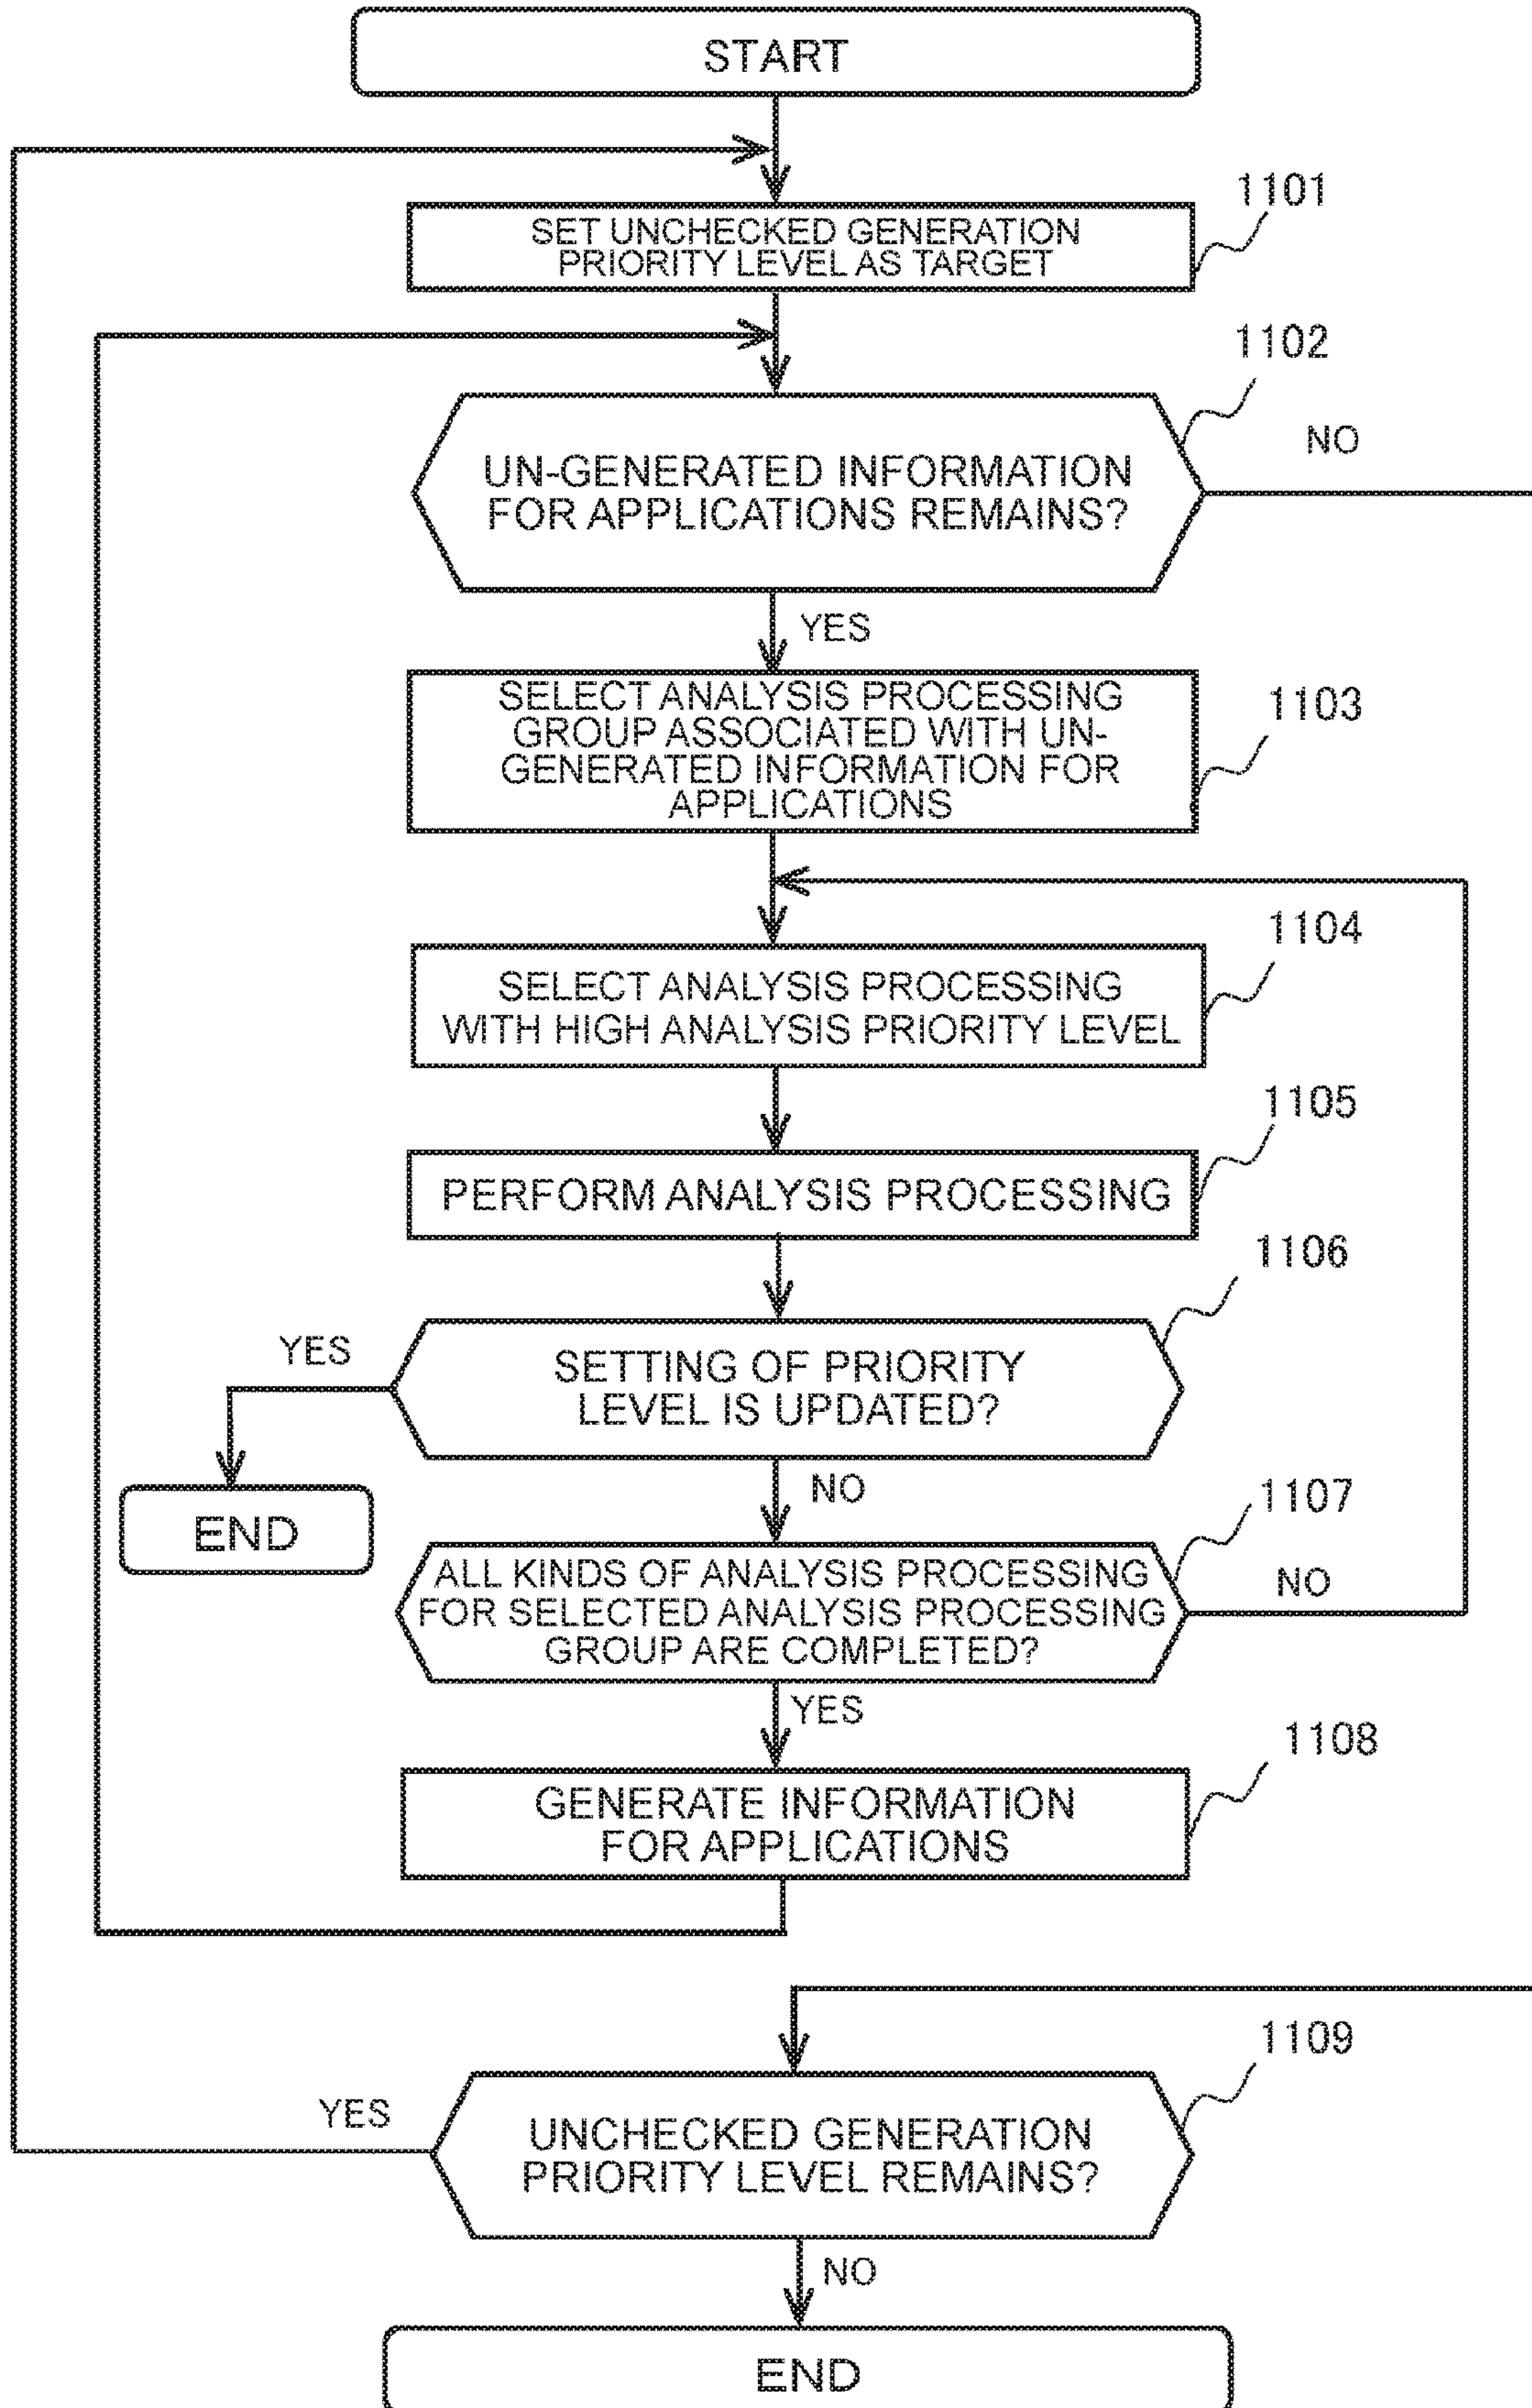 START
1101
SET UNCHECKED GENERATION
PRIORITY LEVEL AS TARGET
1102
NO
UN-GENERATED INFORMATION
FOR APPLICATIONS REMAINS?
YES
SELECT ANALYSIS PROCESSING
GROUP ASSOCIATED WITH UN-
GENERATED INFORMATION FOR
APPLICATIONS
1103
1104
SELECT ANALYSIS PROCESSING
WITH HIGH ANALYSIS PRIORITY LEVEL
1105
PERFORM ANALYSIS PROCESSING
1106
YES
SETTING OF PRIORITY
LEVEL IS UPDATED?
NO
END
1107
ALL KINDS OF ANALYSIS PROCESSING
FOR SELECTED ANALYSIS PROCESSING
GROUP ARE COMPLETED?
NO
YES
1108
GENERATE INFORMATION
FOR APPLICATIONS
1109
YES
UNCHECKED GENERATION
PRIORITY LEVEL REMAINS?
NO
END